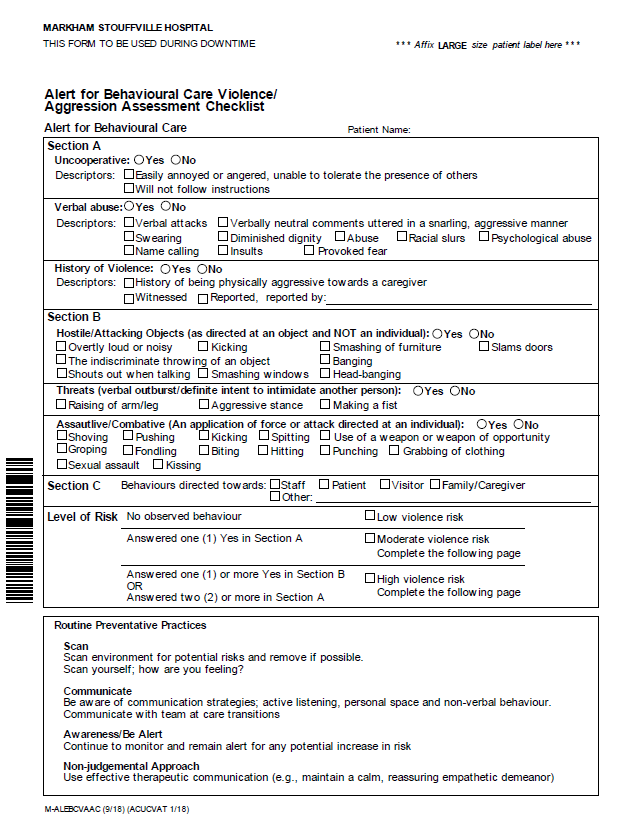 MARKHAM STOUFFVILLE HOSPITAL
THIS FORM TO BE USED DURING DOWNTIME
*** Affix LARGE size patient label here ***
Alert for Behavioural Care Violence/
Aggression Assessment Checklist
Alert for Behavioural Care Patient Name:
Section A
Uncooperative: Yes No
Descriptors: Easily annoyed or angered, unable to tolerate the presence of others
Will not follow instructions
Verbal abuse: Yes No
Descriptors: Verbal attacks Verbally neutral comments uttered in a snarling, aggressive manner
Swearing Diminished dignity Abuse Racial slurs Psychological abuse
Name calling Insults Provoked fear
History of Violence: Yes No
Descriptors: History of being physically aggressive towards a caregiver
Witnessed Reported, reported by:
Section B
Hostile/Attacking Objects (as directed at an object and NOT an individual): Yes No
Overtly loud or noisy Kicking Smashing of furniture Slams doors
The indiscriminate throwing of an object Banging
Shouts out when talking Smashing windows Head-banging
Threats (verbal outburst/definite intent to intimidate another person): Yes No
Raising of arm/leg Aggressive stance Making a fist
Assautlive/Combative (An application of force or attack directed at an individual): Yes No
Shoving Pushing Kicking Spitting Use of a weapon or weapon of opportunity
Groping Fondling Biting Hitting Punching Grabbing of clothing
Sexual assault Kissing
Section C Behaviours directed towards: Staff Patient Visitor Family/Caregiver
Other:
Level of Risk No observed behaviour Low violence risk
Answered one (1) Yes in Section A Moderate violence risk
Complete the following page
Answered one (1) or more Yes in Section B High violence risk
OR Complete the following page
Answered two (2) or more in Section A
Routine Preventative Practices
Scan
Scan environment for potential risks and remove if possible.
Scan yourself; how are you feeling?
Communicate
Be aware of communication strategies; active listening, personal space and non-verbal behaviour.
Communicate with team at care transitions
Awareness/Be Alert
Continue to monitor and remain alert for any potential increase in risk
Non-judgemental Approach
Use effective therapeutic communication (e.g., maintain a calm, reassuring empathetic demeanor)
M-ALEBCVAAC (9/18) (ACUCVAT 1/18)